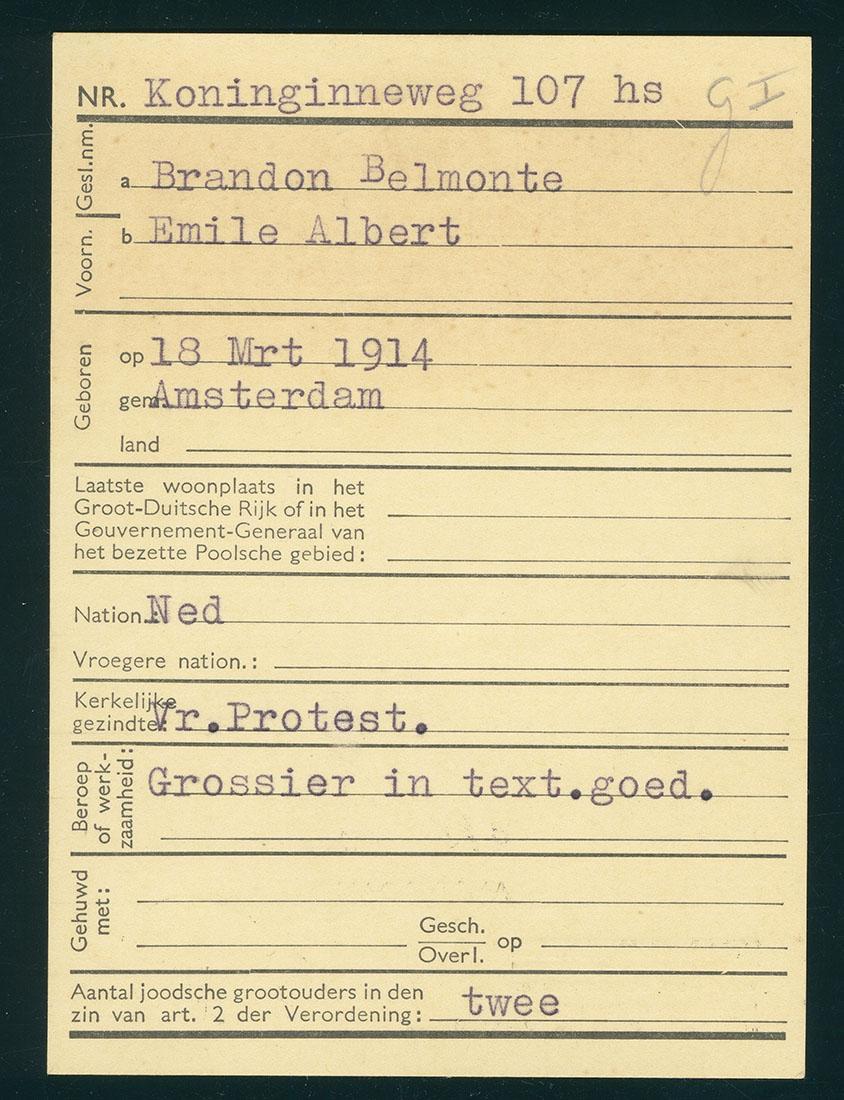 NR. Koninginneweg 107 hs
G I
Gesl.nm.
a Brandon Belmonte
Voorn.
b Emile Albert
Geboren
op 18 Mrt 1914
gem. Amsterdam
land
Laatste woonplaats in het
Groot-Duitsche Rijk of in het
Gouvernement-Generaal van
het bezette Poolsche gebied:
Nation.: Ned
Vroegere nation.:
Kerkelijke
gezindte: Vr.Protest.
Beroep
of werk-
zaamheid:
Grossier in text.goed.
Gehuwd
met:
Gesch.
Overl. op
Aantal joodsche grootouders in den
zin van art. 2 der Verordening: twee